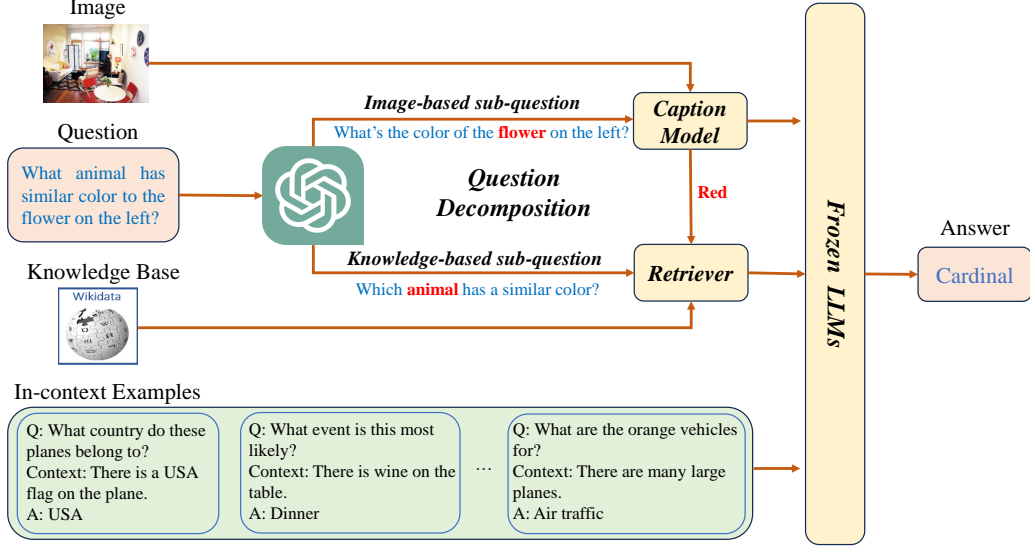 Image
Question
What animal has
similar color to the
flower on the left?
Image-based sub-question
What's the color of the flower on the left?
Caption
Model
Question
Decomposition
Red
Knowledge-based sub-question
Which animal has a similar color?
Retriever
Knowledge Base
Wikidata
Frozen LLMs
Answer
Cardinal
In-context Examples
Q: What country do these
planes belong to?
Context: There is a USA
flag on the plane.
A: USA
Q: What event is this most
likely?
Context: There is wine on the
table.
A: Dinner
...
Q: What are the orange vehicles
for?
Context: There are many large
planes.
A: Air traffic